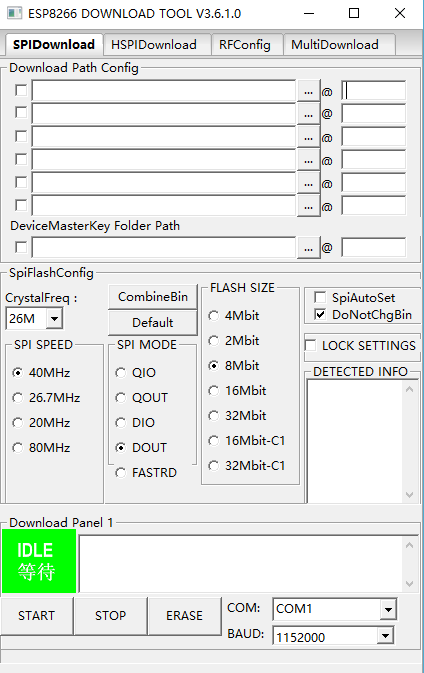 ESP8266 DOWNLOAD TOOL V3.6.1.0
SPIDownload HSPIDownload RFConfig MultiDownload
Download Path Config
... @
... @
... @
... @
... @
... @
DeviceMasterKey Folder Path
... @
SpiFlashConfig
CrystalFreq :
26M
CombineBin
Default
SPI SPEED
40MHz
26.7MHz
20MHz
80MHz
SPI MODE
QIO
QOUT
DIO
DOUT
FASTRD
FLASH SIZE
4Mbit
2Mbit
8Mbit
16Mbit
32Mbit
16Mbit-C1
32Mbit-C1
SpiAutoSet
DoNotChgBin
LOCK SETTINGS
DETECTED INFO
Download Panel 1
IDLE
等待
START STOP ERASE
COM: COM1
BAUD: 1152000